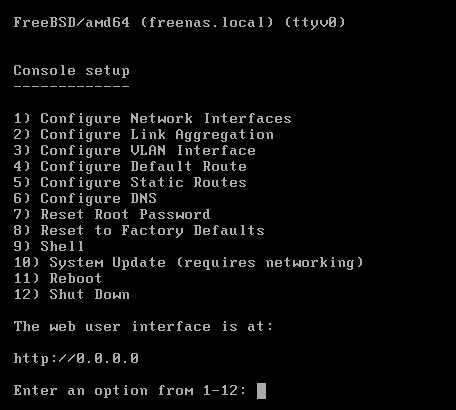 FreeBSD/amd64 (freenas.local) (ttyv0)
Console setup
-------------
1) Configure Network Interfaces
2) Configure Link Aggregation
3) Configure VLAN Interface
4) Configure Default Route
5) Configure Static Routes
6) Configure DNS
7) Reset Root Password
8) Reset to Factory Defaults
9) Shell
10) System Update (requires networking)
11) Reboot
12) Shut Down
The web user interface is at:
http://0.0.0.0
Enter an option from 1-12: